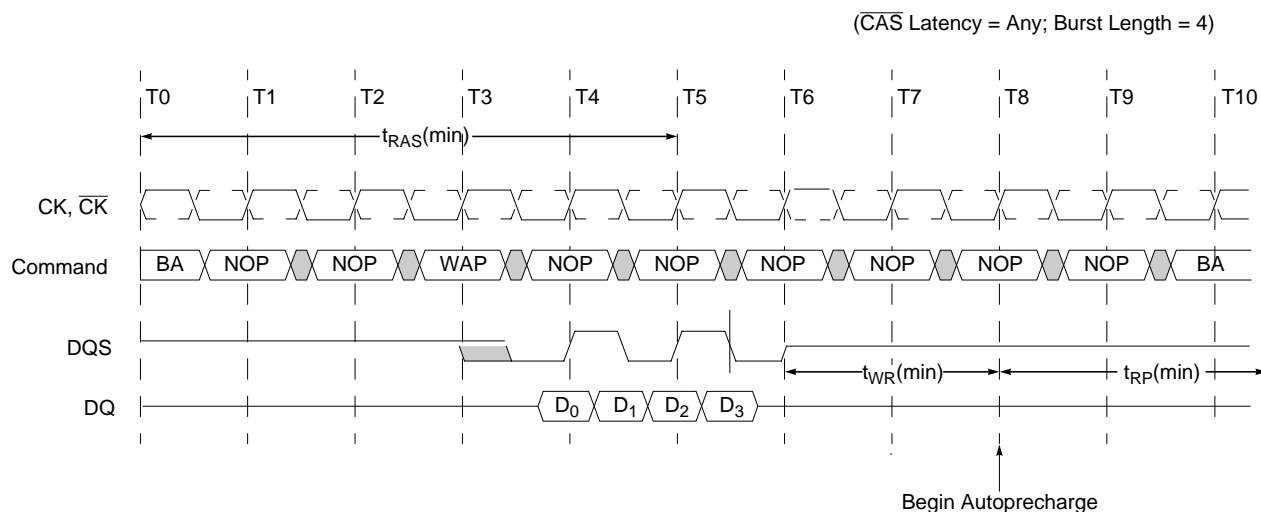 (C̅A̅S̅ Latency = Any; Burst Length = 4)
T0 T1 T2 T3 T4 T5 T6 T7 T8 T9 T10
tRAS(min)
CK, C̅K̅
Command BA NOP NOP WAP NOP NOP NOP NOP NOP NOP BA
DQS
tWR(min) tRP(min)
DQ D0 D1 D2 D3
Begin Autoprecharge